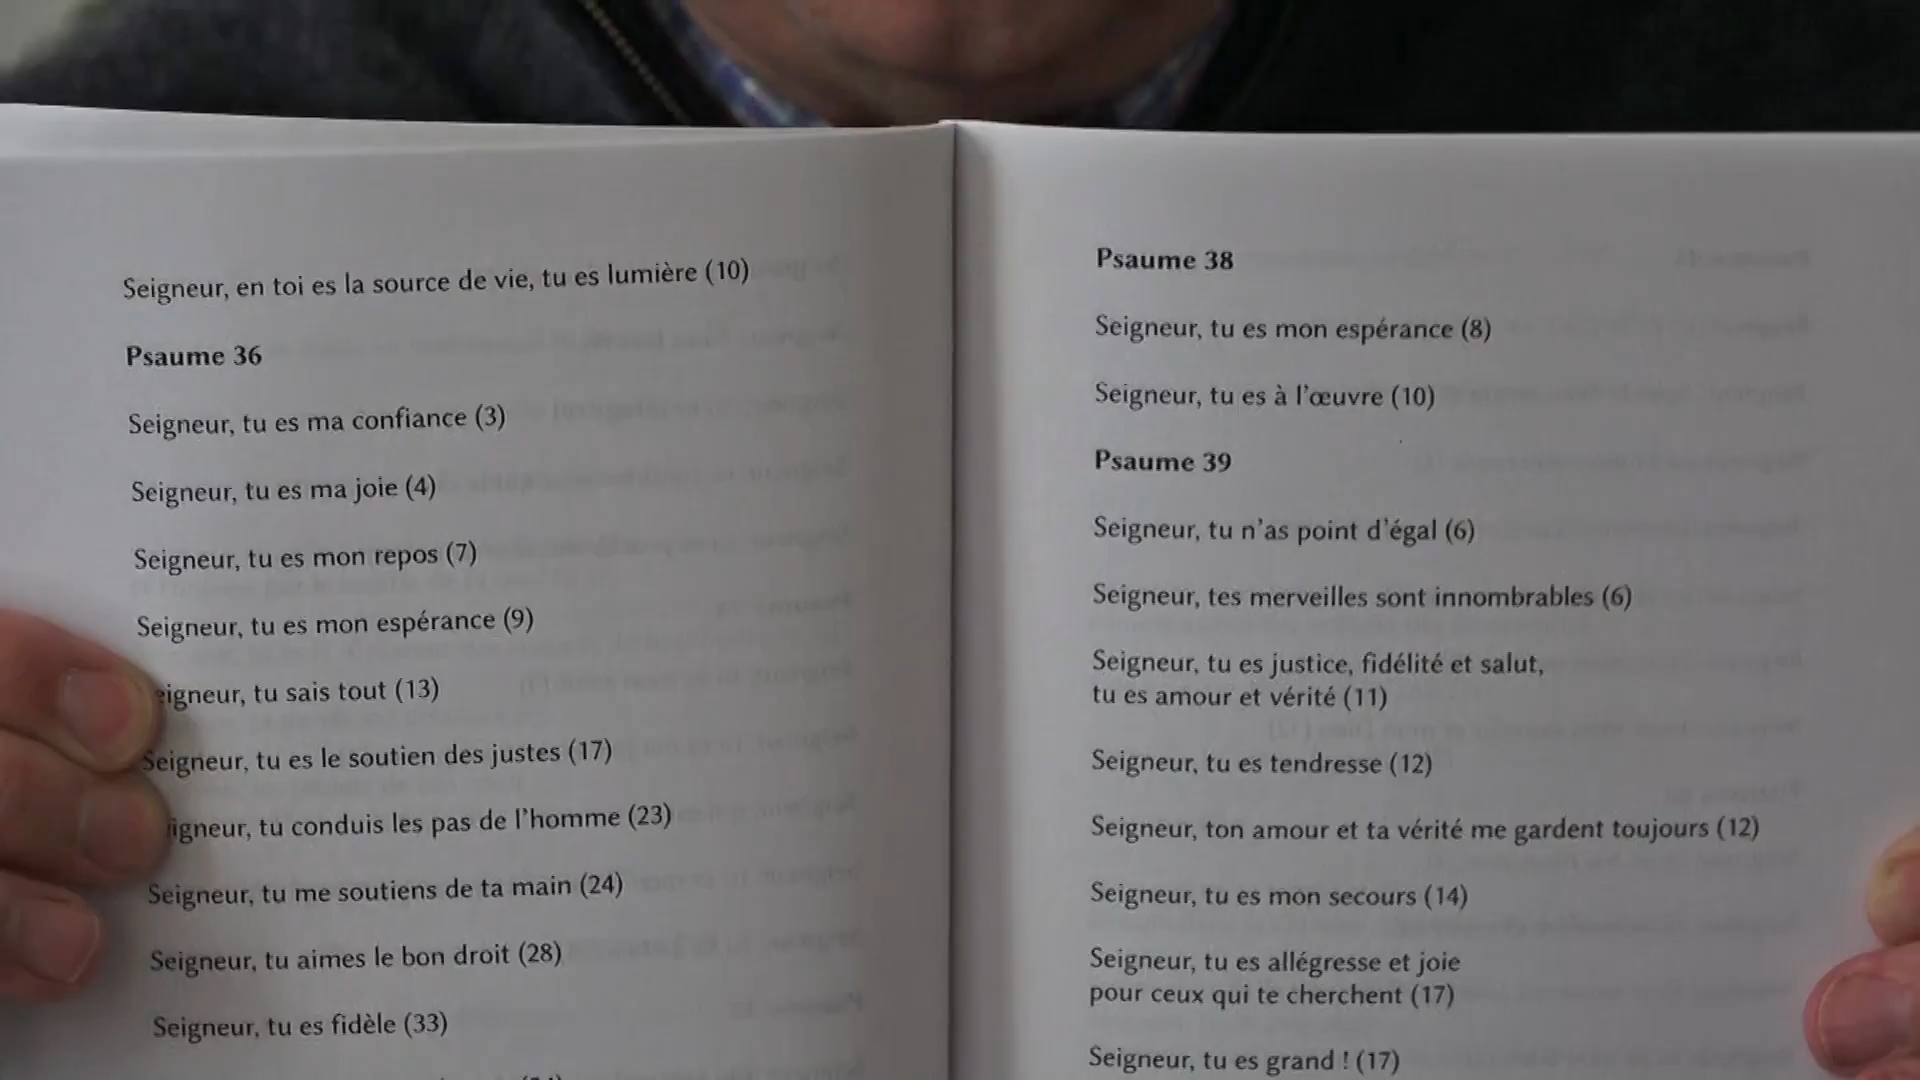 Seigneur, en toi es la source de vie, tu es lumière (10)
Psaume 36
Seigneur, tu es ma confiance (3)
Seigneur, tu es ma joie (4)
Seigneur, tu es mon repos (7)
Seigneur, tu es mon espérance (9)
eigneur, tu sais tout (13)
Seigneur, tu es le soutien des justes (17)
igneur, tu conduis les pas de l'homme (23)
Seigneur, tu me soutiens de ta main (24)
Seigneur, tu aimes le bon droit (28)
Seigneur, tu es fidèle (33)
Psaume 38
Seigneur, tu es mon espérance (8)
Seigneur, tu es à l'œuvre (10)
Psaume 39
Seigneur, tu n'as point d'égal (6)
Seigneur, tes merveilles sont innombrables (6)
Seigneur, tu es justice, fidélité et salut,
tu es amour et vérité (11)
Seigneur, tu es tendresse (12)
Seigneur, ton amour et ta vérité me gardent toujours (12)
Seigneur, tu es mon secours (14)
Seigneur, tu es allégresse et joie
pour ceux qui te cherchent (17)
Seigneur, tu es grand ! (17)